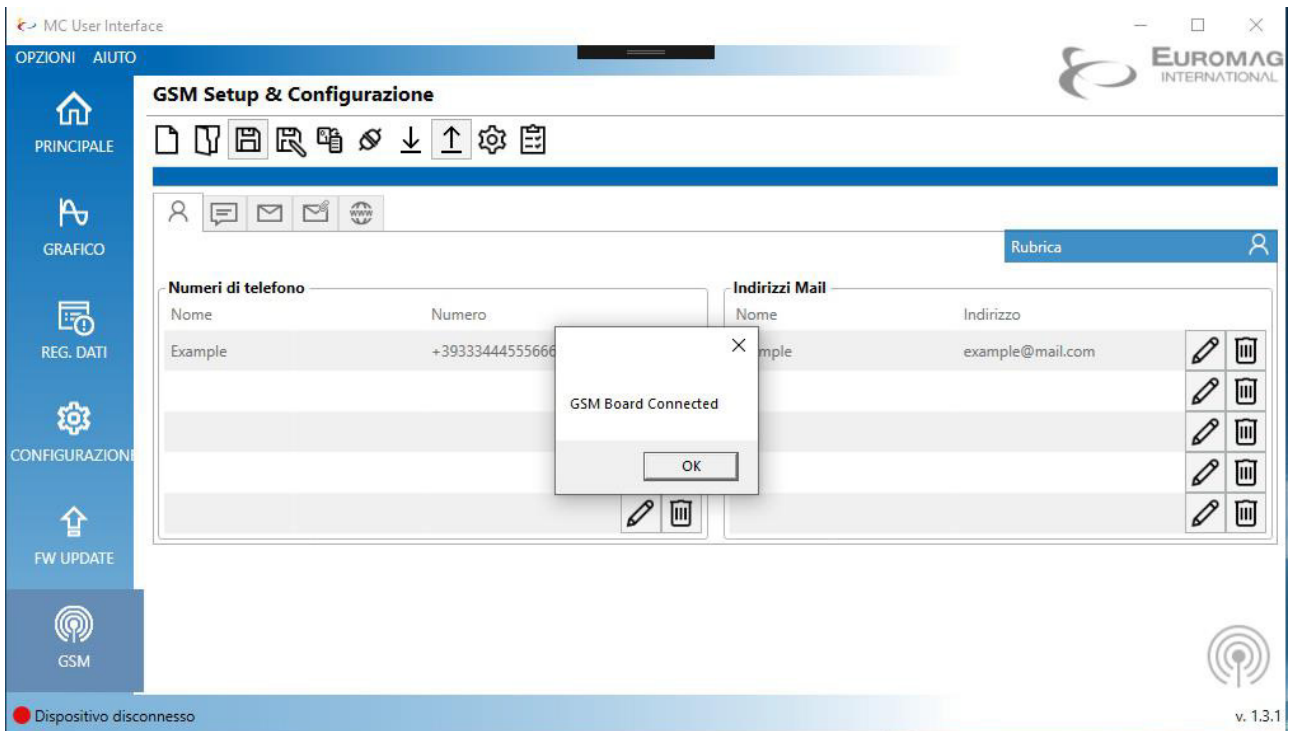 MC User Interface
OPZIONI AIUTO
EUROMAG
INTERNATIONAL
GSM Setup & Configurazione
PRINCIPALE
GRAFICO
REG. DATI
CONFIGURAZIONE
FW UPDATE
GSM
www
Rubrica
Numeri di telefono
Nome Numero
Example +39333444555666
Indirizzi Mail
Nome Indirizzo
mple example@mail.com
GSM Board Connected
OK
Dispositivo disconnesso
v. 1.3.1